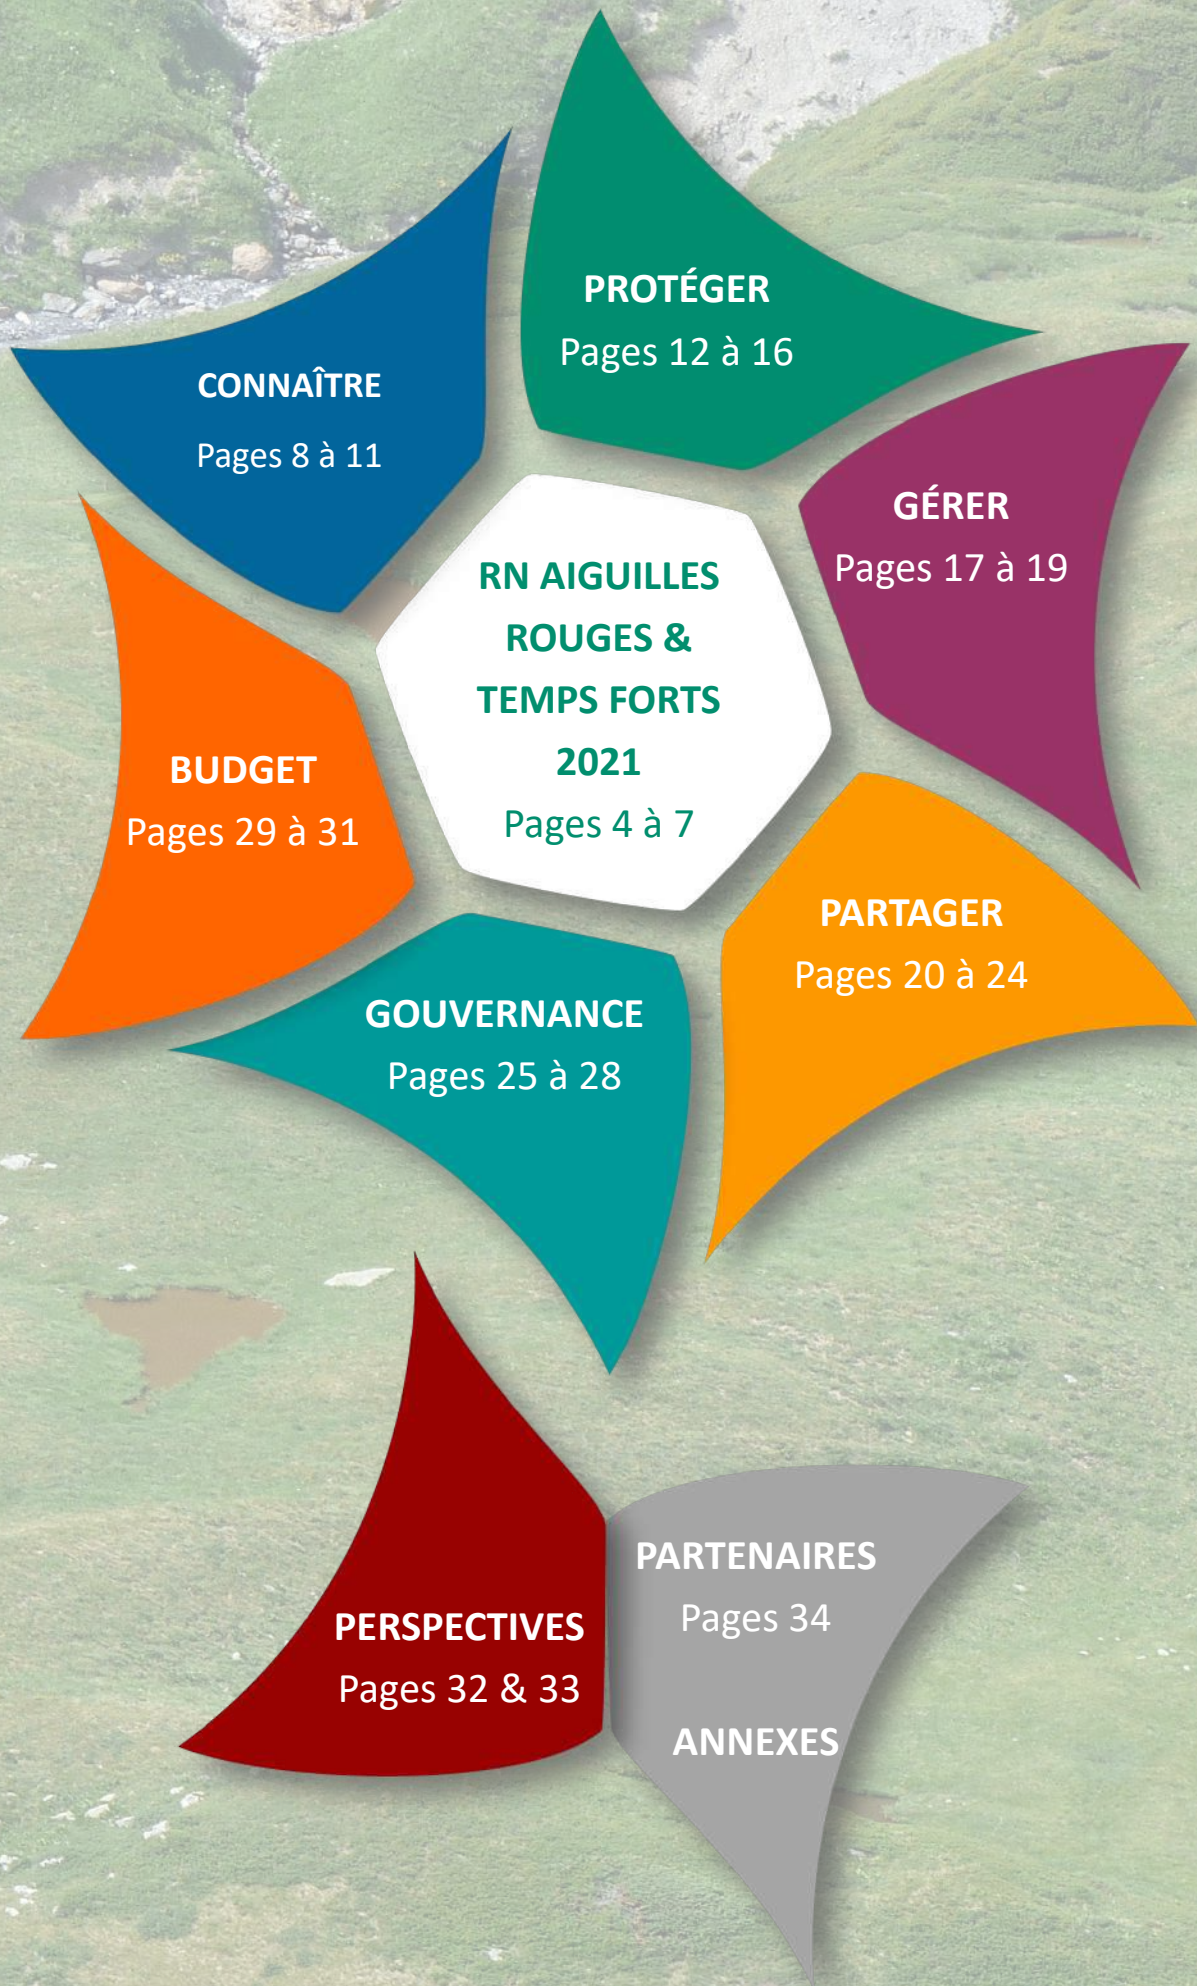 RN AIGUILLES
ROUGES &
TEMPS FORTS
2021
Pages 4 à 7
CONNAÎTRE
Pages 8 à 11
PROTÉGER
Pages 12 à 16
GÉRER
Pages 17 à 19
PARTAGER
Pages 20 à 24
GOUVERNANCE
Pages 25 à 28
BUDGET
Pages 29 à 31
PERSPECTIVES
Pages 32 & 33
PARTENAIRES
Pages 34
ANNEXES